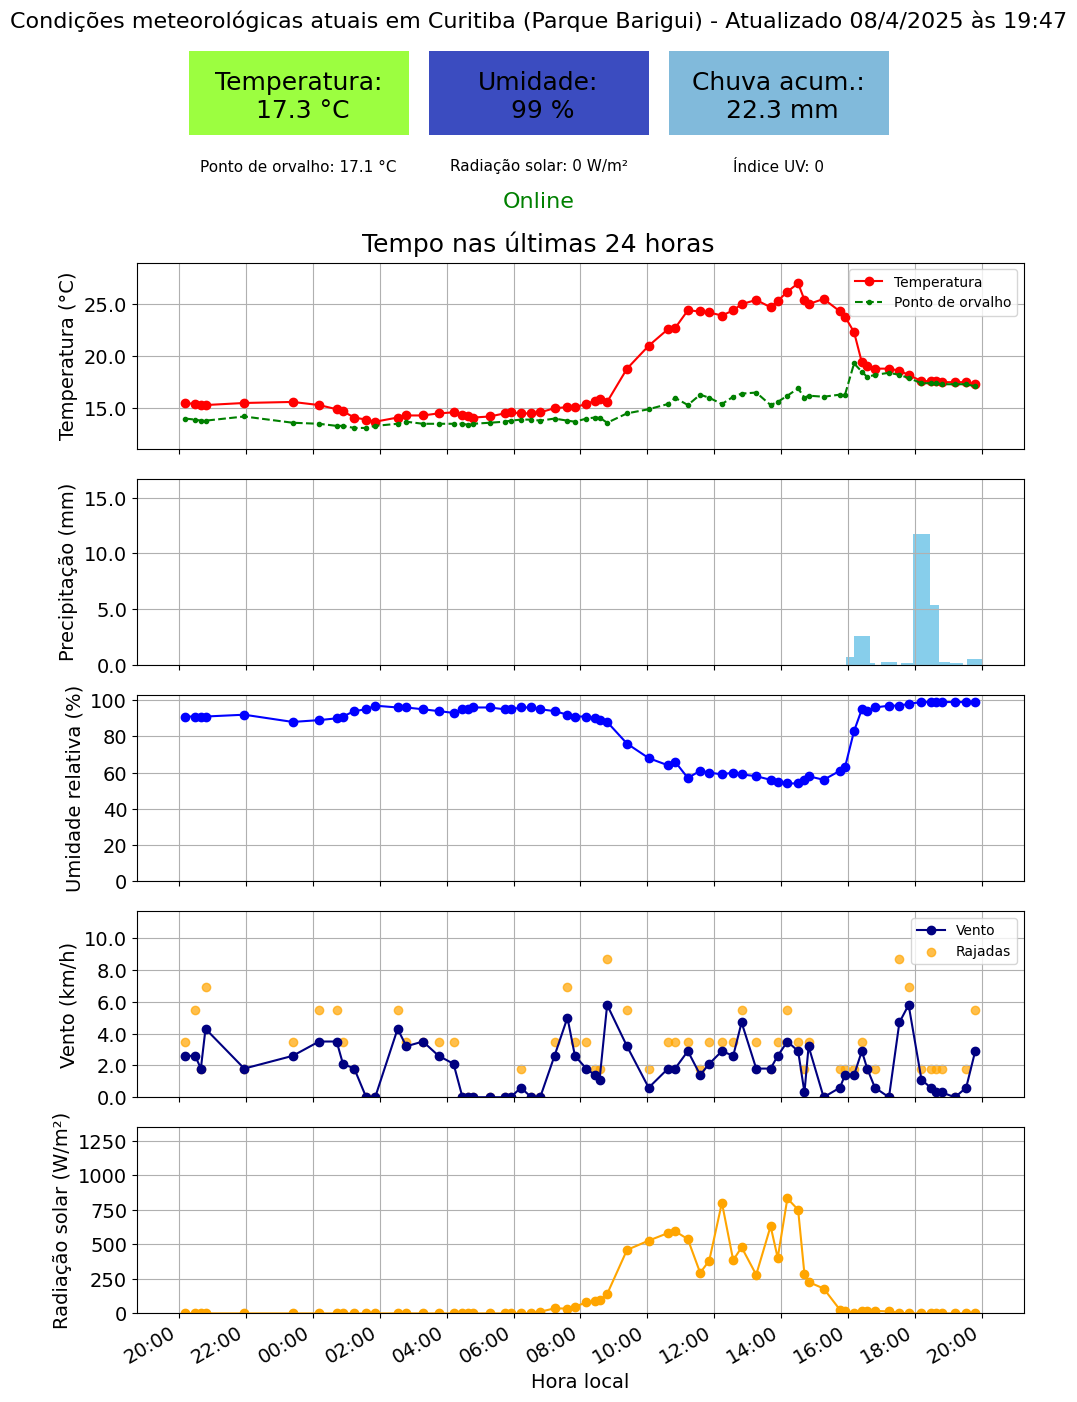 Condições meteorológicas atuais em Curitiba (Parque Barigui) - Atualizado 08/4/2025 às 19:47
Temperatura:
17.3 °C
Umidade:
99 %
Chuva acum.:
22.3 mm
Ponto de orvalho: 17.1 °C
Radiação solar: 0 W/m²
Índice UV: 0
Online
Tempo nas últimas 24 horas
Temperatura (°C)
25.0
20.0
15.0
Temperatura
Ponto de orvalho
Precipitação (mm)
15.0
10.0
5.0
0.0
Umidade relativa (%)
100
80
60
40
20
0
Vento (km/h)
10.0
8.0
6.0
4.0
2.0
0.0
Vento
Rajadas
Radiação solar (W/m²)
1250
1000
750
500
250
0
20:00 22:00 00:00 02:00 04:00 06:00 08:00 10:00 12:00 14:00 16:00 18:00 20:00
Hora local